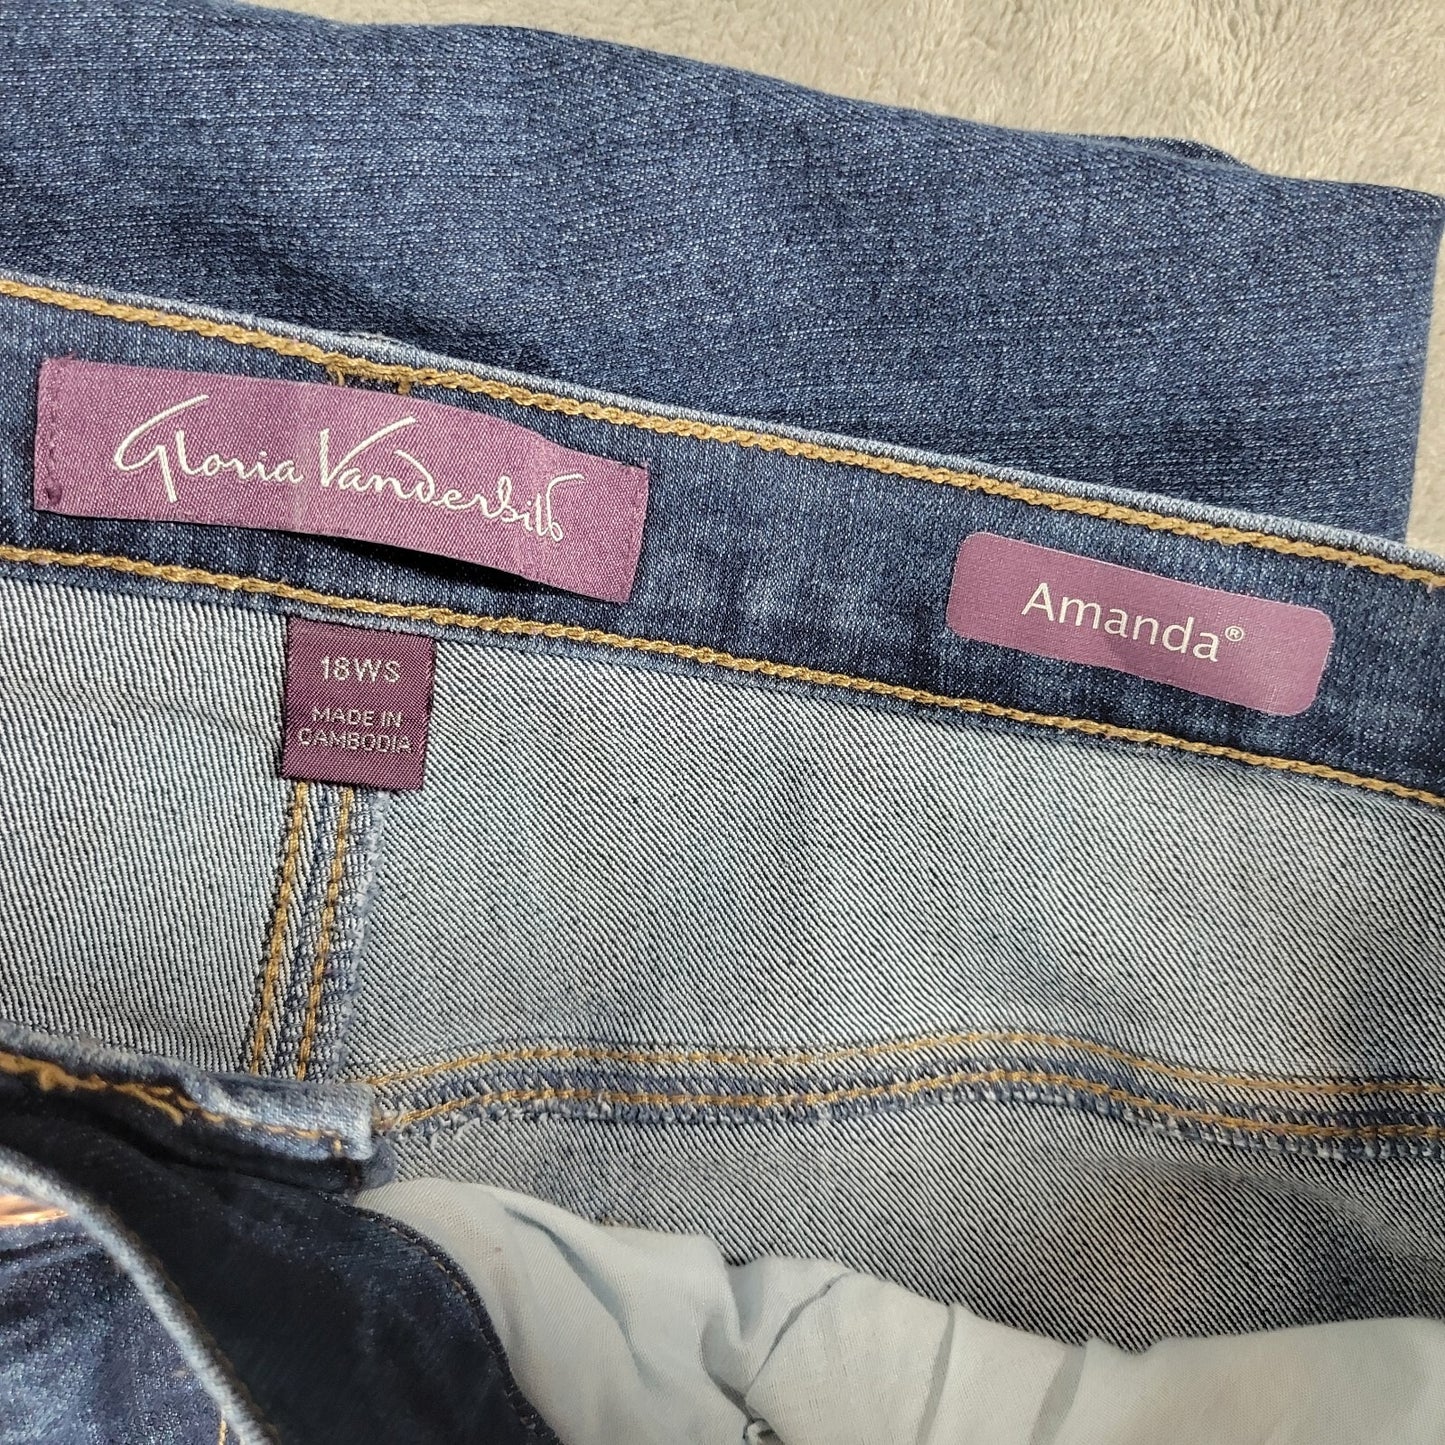 Gloria Vanderbilt
Amanda®
18WS
MADE IN
CAMBODIA